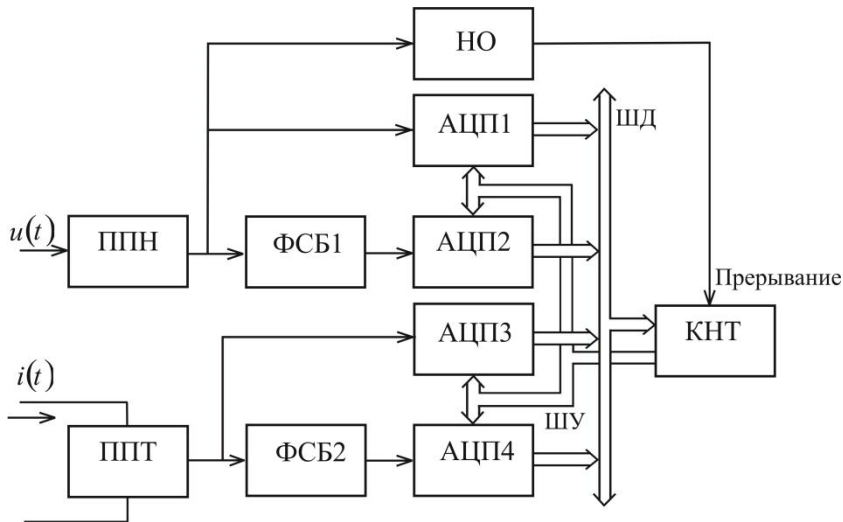 НО
АЦП1
ШД
u(t)
ППН
ФСБ1
АЦП2
Прерывание
АЦП3
КНТ
i(t)
ШУ
ППТ
ФСБ2
АЦП4